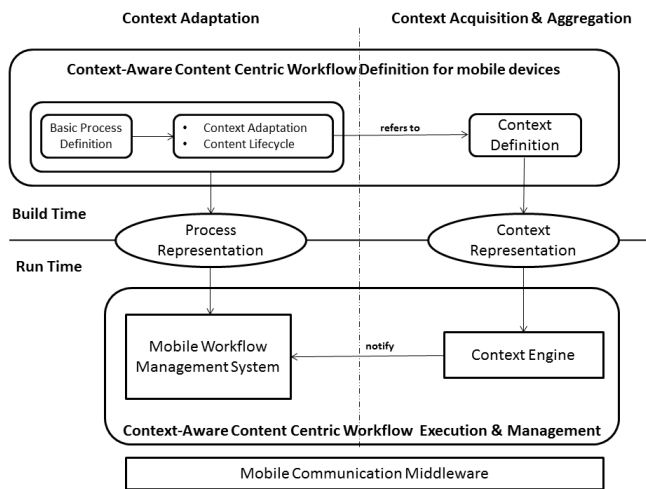 Context Adaptation
Context Acquisition & Aggregation
Context-Aware Content Centric Workflow Definition for mobile devices
Basic Process
Definition
• Context Adaptation
• Content Lifecycle
refers to
Context
Definition
Build Time
Process
Representation
Context
Representation
Run Time
Mobile Workflow
Management System
notify
Context Engine
Context-Aware Content Centric Workflow Execution & Management
Mobile Communication Middleware